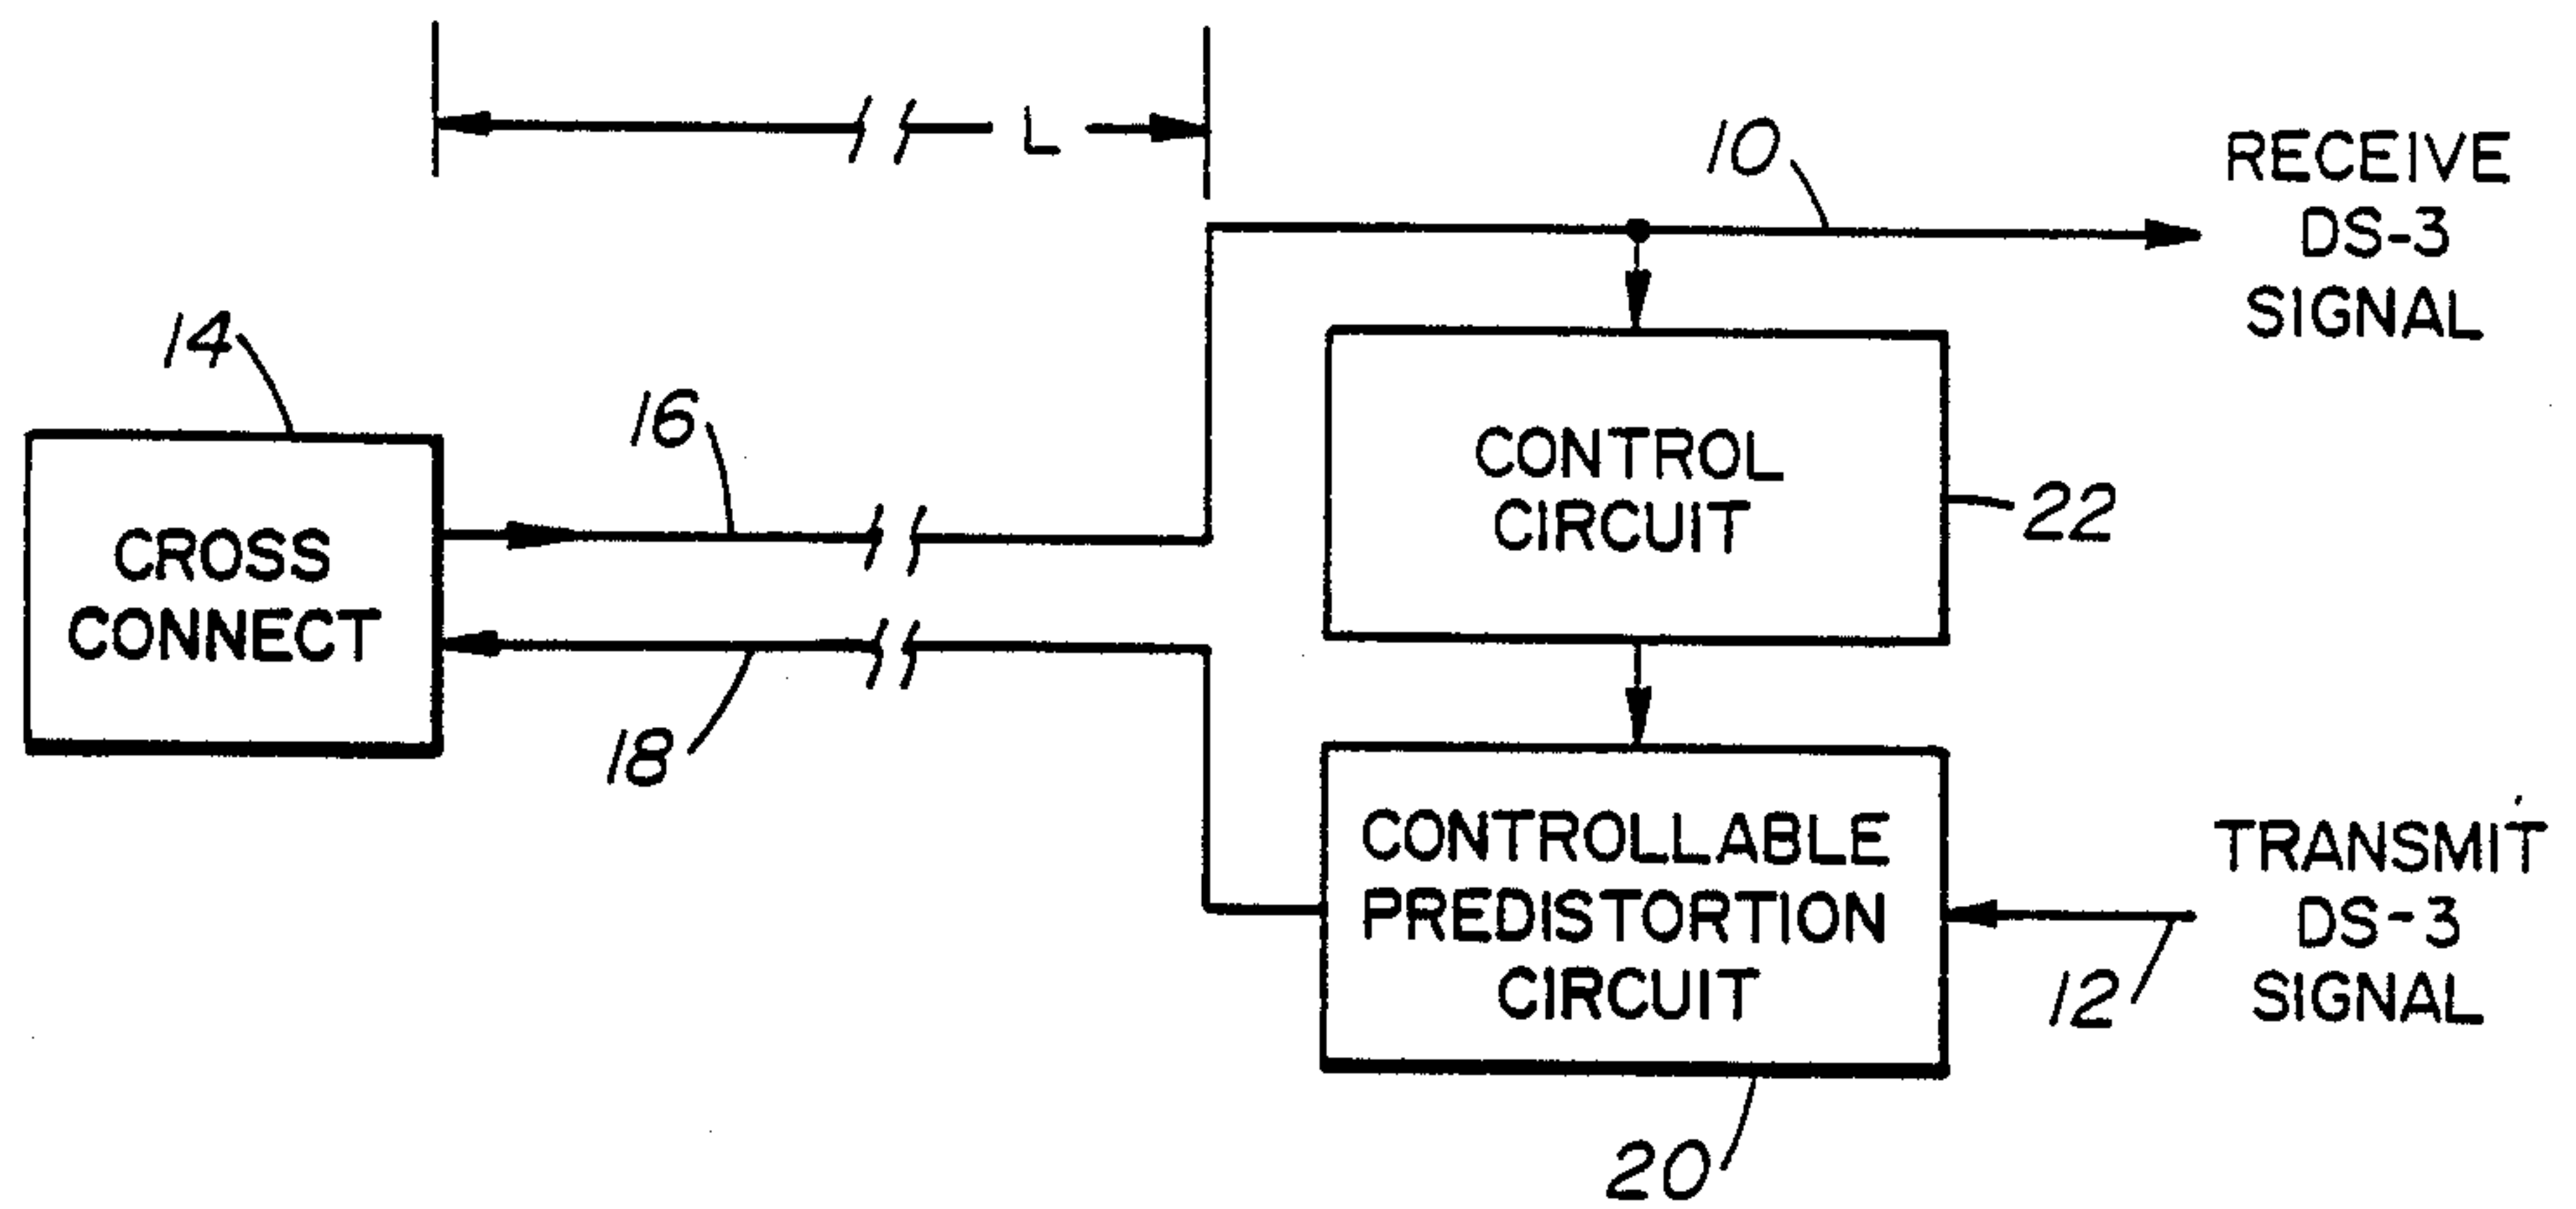 L
10
RECEIVE
DS-3
SIGNAL
14
16
CROSS
CONNECT
CONTROL
CIRCUIT
22
18
CONTROLLABLE
PREDISTORTION
CIRCUIT
TRANSMIT
DS-3
SIGNAL
12
20